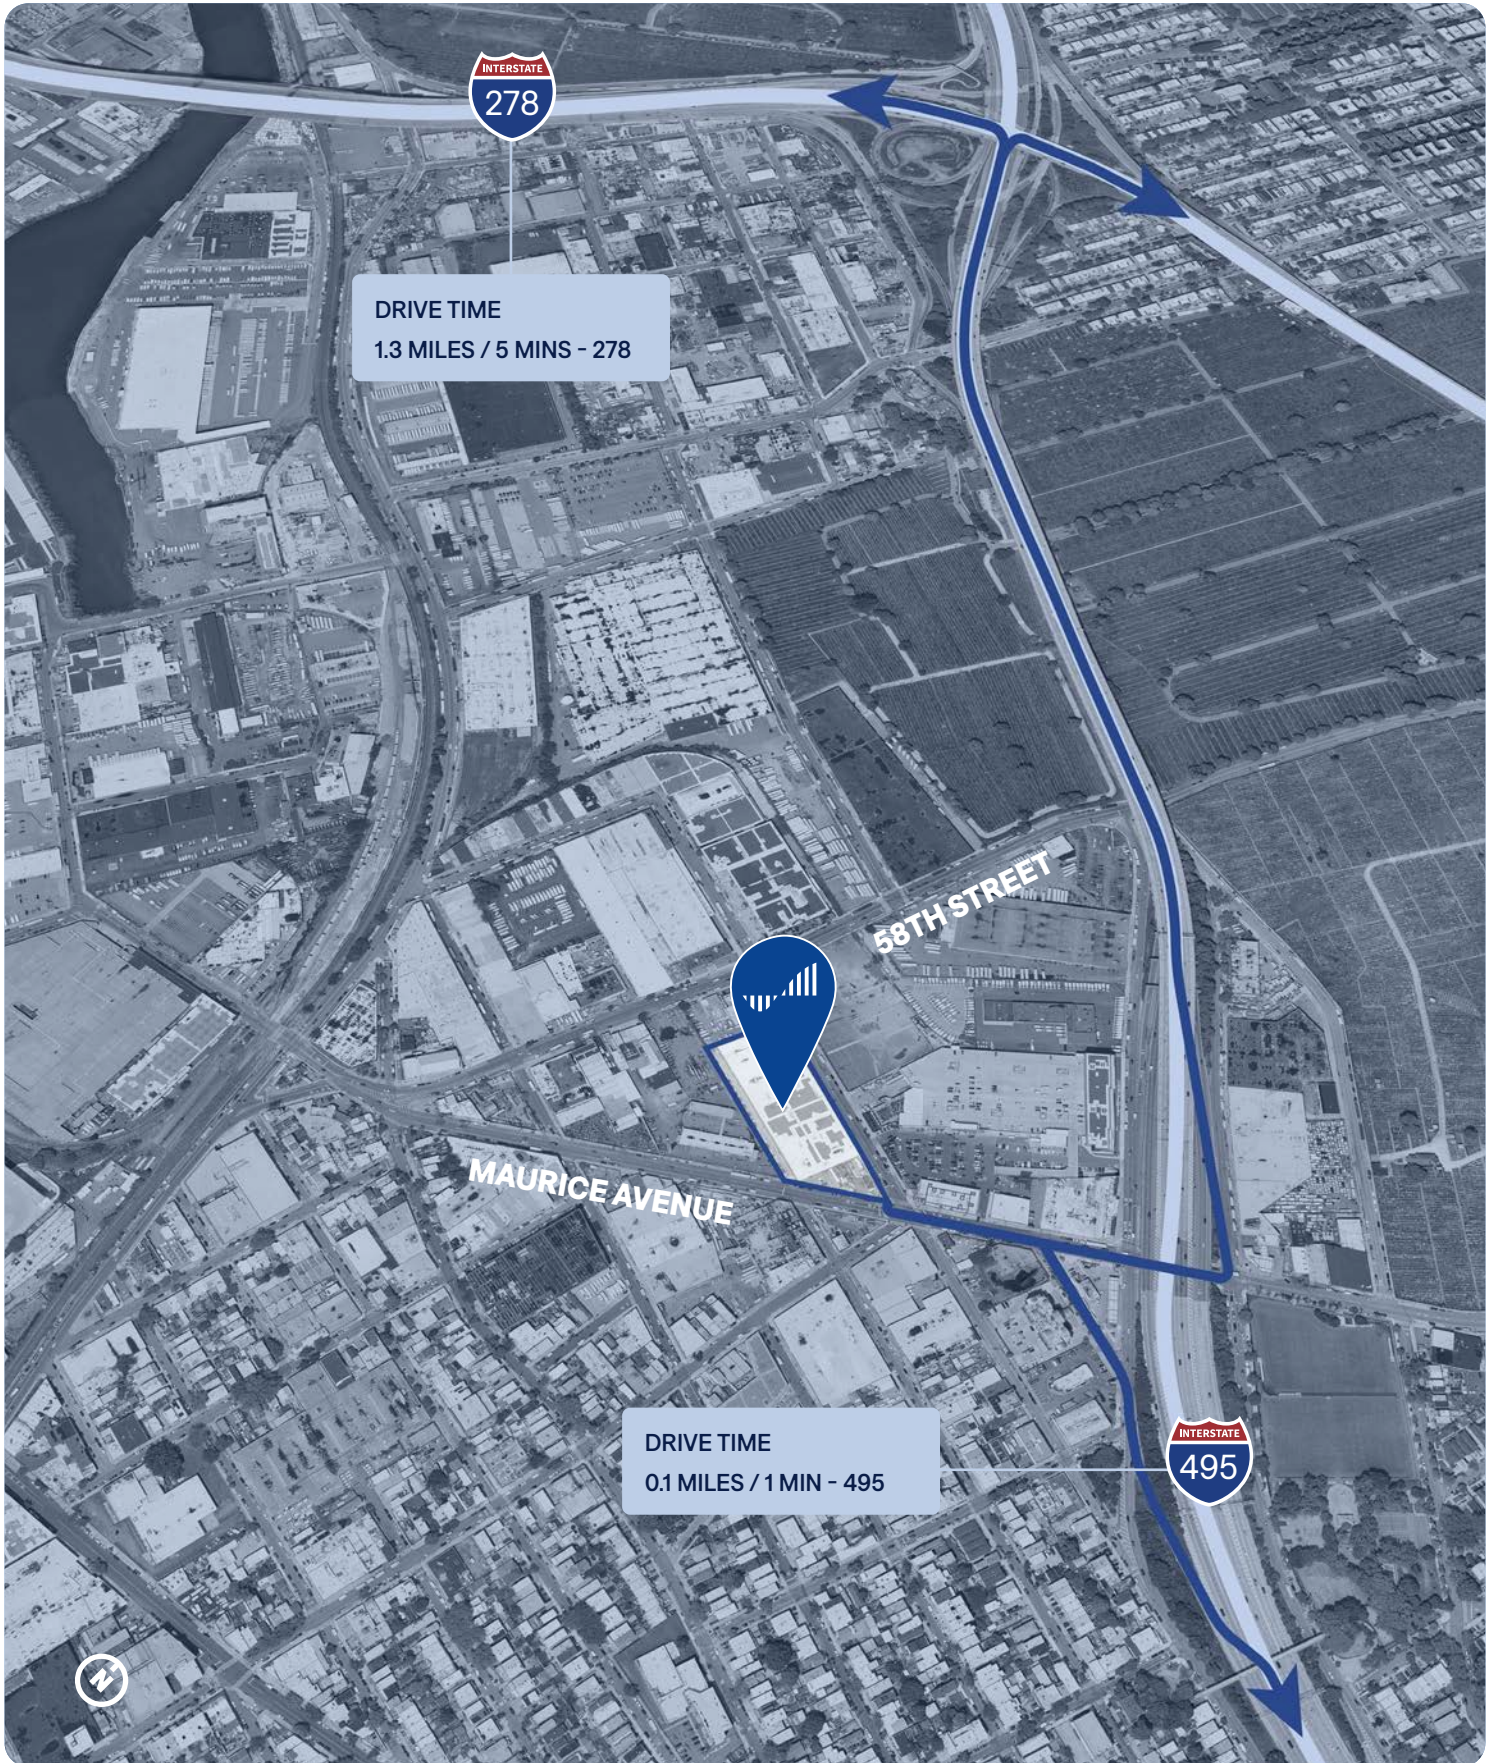 INTERSTATE
278
DRIVE TIME
1.3 MILES / 5 MINS - 278
58TH STREET
MAURICE AVENUE
DRIVE TIME
0.1 MILES / 1 MIN - 495
INTERSTATE
495
N